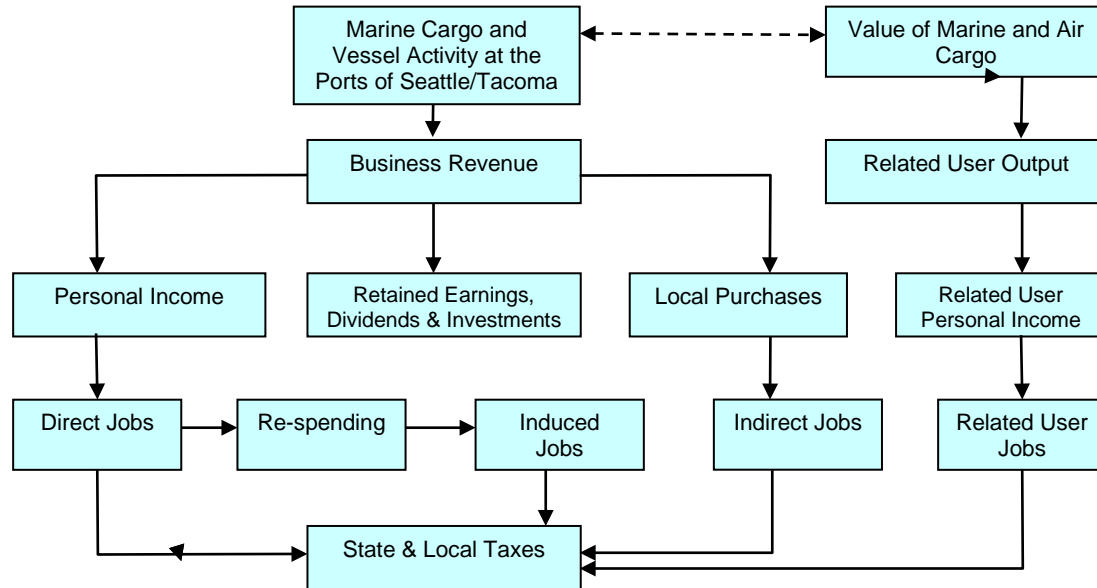 Marine Cargo and
Vessel Activity at the
Ports of Seattle/Tacoma
Value of Marine and Air
Cargo
Business Revenue
Related User Output
Personal Income
Retained Earnings,
Dividends & Investments
Local Purchases
Related User
Personal Income
Direct Jobs
Re-spending
Induced
Jobs
Indirect Jobs
Related User
Jobs
State & Local Taxes